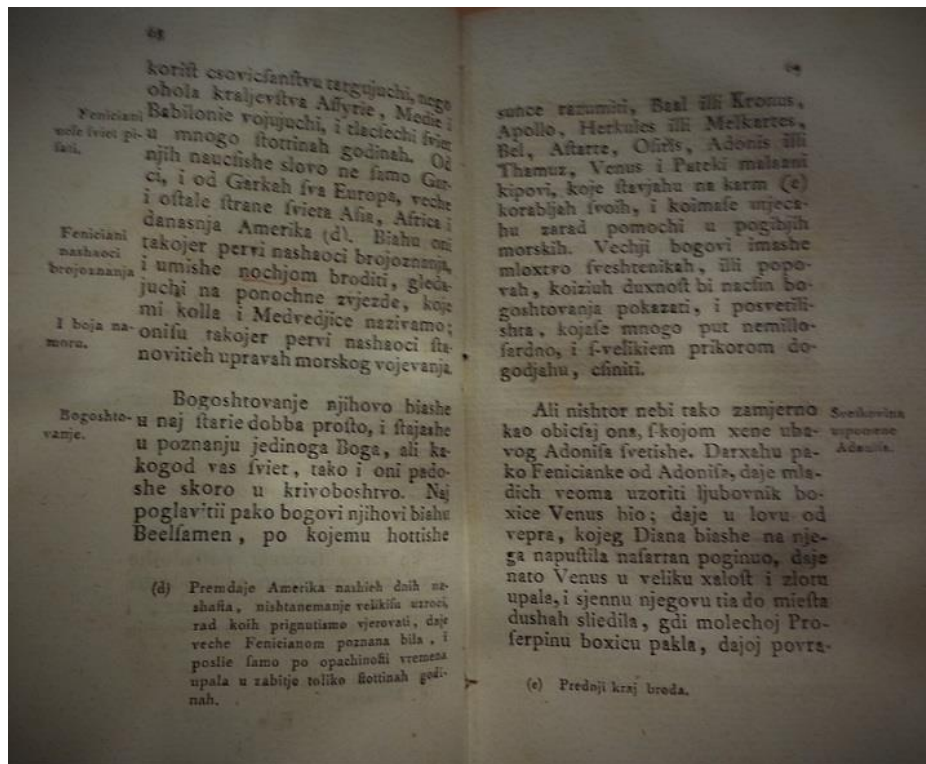 68
korist csovicsanstvu targujuchi, nego
ohola kraljevstva Assyrie, Medie i
Babilonie vojujuchi, i tlacsechi sviet
u mnogo stottinah godinah. Od
njih naucsishe slovo ne samo Gar-
ci, i od Garkah sva Europa, veche
i ostale strane svieta Asia, Africa i
danasnja Amerika (d). Biahu oni
takojer pervi nashaoci brojoznanja,
i umishe nochjom broditi, gleda-
juchi na ponochne zvjezde, koje
mi kolla i Medvedjice nazivamo;
onisu takojer pervi nashaoci sta-
novitieh upravah morskog vojevanja.
Feniciani
ucse sviet pi-
sati.
Feniciani
nashaoci
brojoznanja
I boja na-
moru.
Bogoshtovanje njihovo biashe
u naj starie dobba prosto, i stajashe
u poznanju jedinoga Boga, ali ka-
kogod vas sviet, tako i oni pado-
she skoro u krivoboshtvo. Naj
poglavitii pako bogovi njihovi biahu
Beelsamen, po kojemu hottishe
Bogoshto-
vanje.
(d) Premdaje Amerika nashieh dnih na-
shasta, nishtanemanje velikisu uzroci,
rad koih prignutismo vjerovati, daje
veche Fenicianom poznana bila, i
poslie samo po opachinosti vremena
upala u zabitje toliko stottinah godi-
nah.
69
sunce razumiti, Baal illi Kronus,
Apollo, Herkules illi Melkartes,
Bel, Astarte, Osiris, Adonis illi
Thamuz, Venus i Pateki malaani
kipovi, koje stavjahu na karm (e)
korabljah svoih, i koimase utjeca-
hu zarad pomochi u pogibjih
morskih. Vechji bogovi imashe
mloxtvo sveshtenikah, illi popo-
vah, koiziuh duxnost bi nacsin bo-
goshtovanja pokazati, i posvetili-
shta, kojase mnogo put nemillo-
sardno, i s-velikiem prikorom do-
godjahu, csiniti.
Ali nishtor nebi tako zamjerno
kao obicsaj ona, s-kojom xene uba-
vog Adonisa svetishe. Darxahu pa-
ko Fenicianke od Adonisa, daje mla-
dich veoma uzoriti ljubovnik bo-
xice Venus bio; daje u lovu od
vepra, kojeg Diana biashe na nje-
ga napustila nasartan poginuo, daje
nato Venus u veliku xalost i zlotu
upala, i sjennu njegovu tia do miesta
dushah sliedila, gdi molechoj Pro-
serpinu boxicu pakla, dajoj povra-
Svetkovina
uspomene
Adonisa.
(e) Prednji kraj broda.